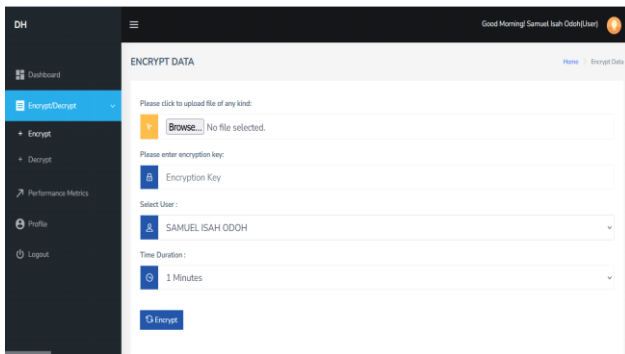 DH
Good Morning! Samuel Isah Odoh(User)
ENCRYPT DATA
Home
Encrypt Data
Dashboard
Encrypt/Decrypt
+ Encrypt
+ Decrypt
Performance Metrics
Profile
Logout
Please click to upload file of any kind:
Browse... No file selected.
Please enter encryption key:
Encryption Key
Select User :
SAMUEL ISAH ODOH
Time Duration :
1 Minutes
Encrypt